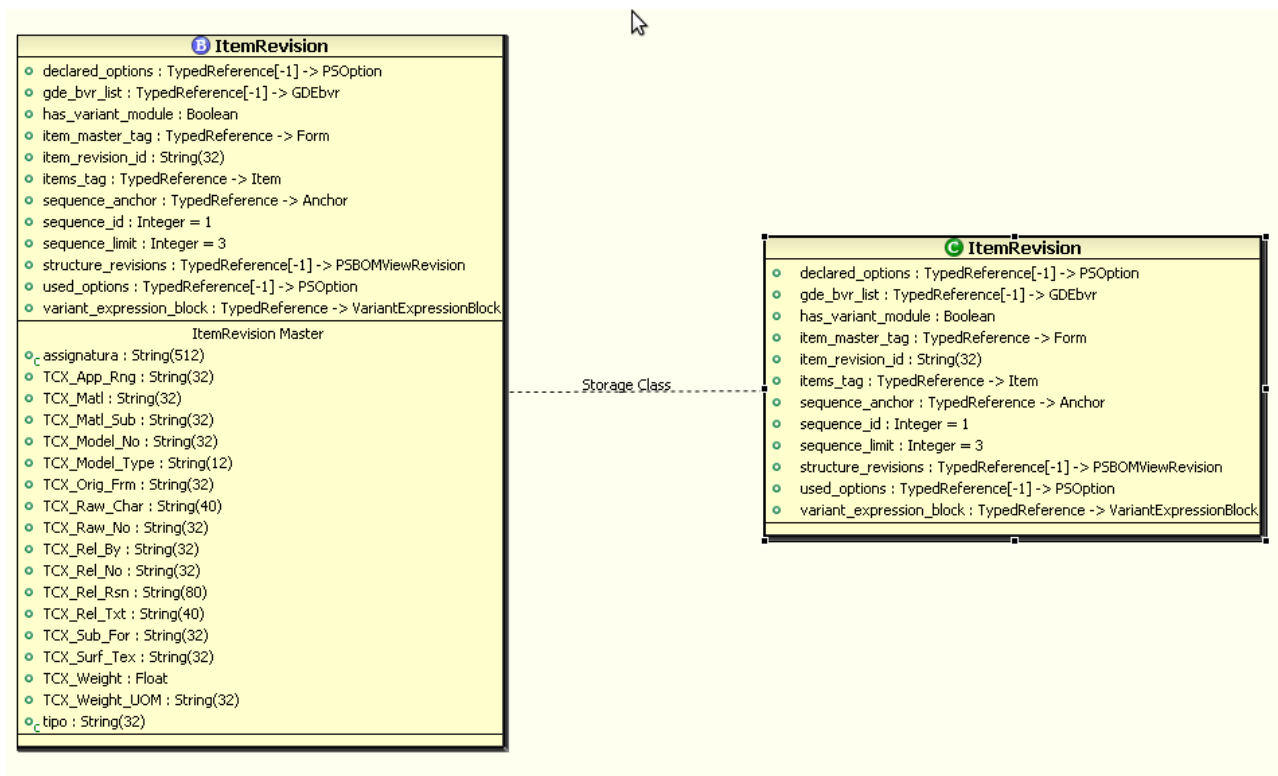 B ItemRevision
declared_options : TypedReference[-1] -> PSOption
gde_bvr_list : TypedReference[-1] -> GDEbvr
has_variant_module : Boolean
item_master_tag : TypedReference -> Form
item_revision_id : String(32)
items_tag : TypedReference -> Item
sequence_anchor : TypedReference -> Anchor
sequence_id : Integer = 1
sequence_limit : Integer = 3
structure_revisions : TypedReference[-1] -> PSBOMViewRevision
used_options : TypedReference[-1] -> PSOption
variant_expression_block : TypedReference -> VariantExpressionBlock
ItemRevision Master
C assignatura : String(512)
TCX_App_Rng : String(32)
TCX_Matl : String(32)
TCX_Matl_Sub : String(32)
TCX_Model_No : String(32)
TCX_Model_Type : String(12)
TCX_Orig_Frm : String(32)
TCX_Raw_Char : String(40)
TCX_Raw_No : String(32)
TCX_Rel_By : String(32)
TCX_Rel_No : String(32)
TCX_Rel_Rsn : String(80)
TCX_Rel_Txt : String(40)
TCX_Sub_For : String(32)
TCX_Surf_Tex : String(32)
TCX_Weight : Float
TCX_Weight_UOM : String(32)
C tipo : String(32)
Storage Class
C ItemRevision
declared_options : TypedReference[-1] -> PSOption
gde_bvr_list : TypedReference[-1] -> GDEbvr
has_variant_module : Boolean
item_master_tag : TypedReference -> Form
item_revision_id : String(32)
items_tag : TypedReference -> Item
sequence_anchor : TypedReference -> Anchor
sequence_id : Integer = 1
sequence_limit : Integer = 3
structure_revisions : TypedReference[-1] -> PSBOMViewRevision
used_options : TypedReference[-1] -> PSOption
variant_expression_block : TypedReference -> VariantExpressionBlock